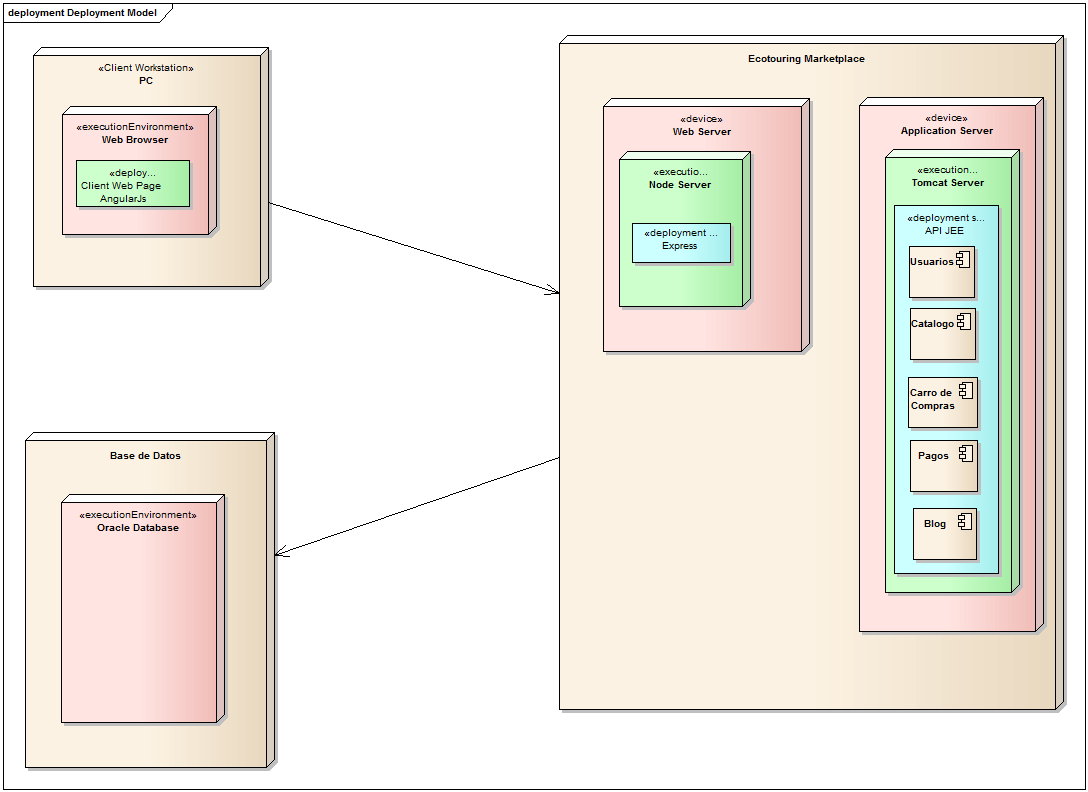 deployment Deployment Model
«Client Workstation»
PC
«executionEnvironment»
Web Browser
«deploy...
Client Web Page
AngularJs
Ecotouring Marketplace
«device»
Web Server
«executio...
Node Server
«deployment ...
Express
«device»
Application Server
«execution...
Tomcat Server
«deployment s...
API JEE
Usuarios
Catalogo
Carro de
Compras
Pagos
Blog
Base de Datos
«executionEnvironment»
Oracle Database